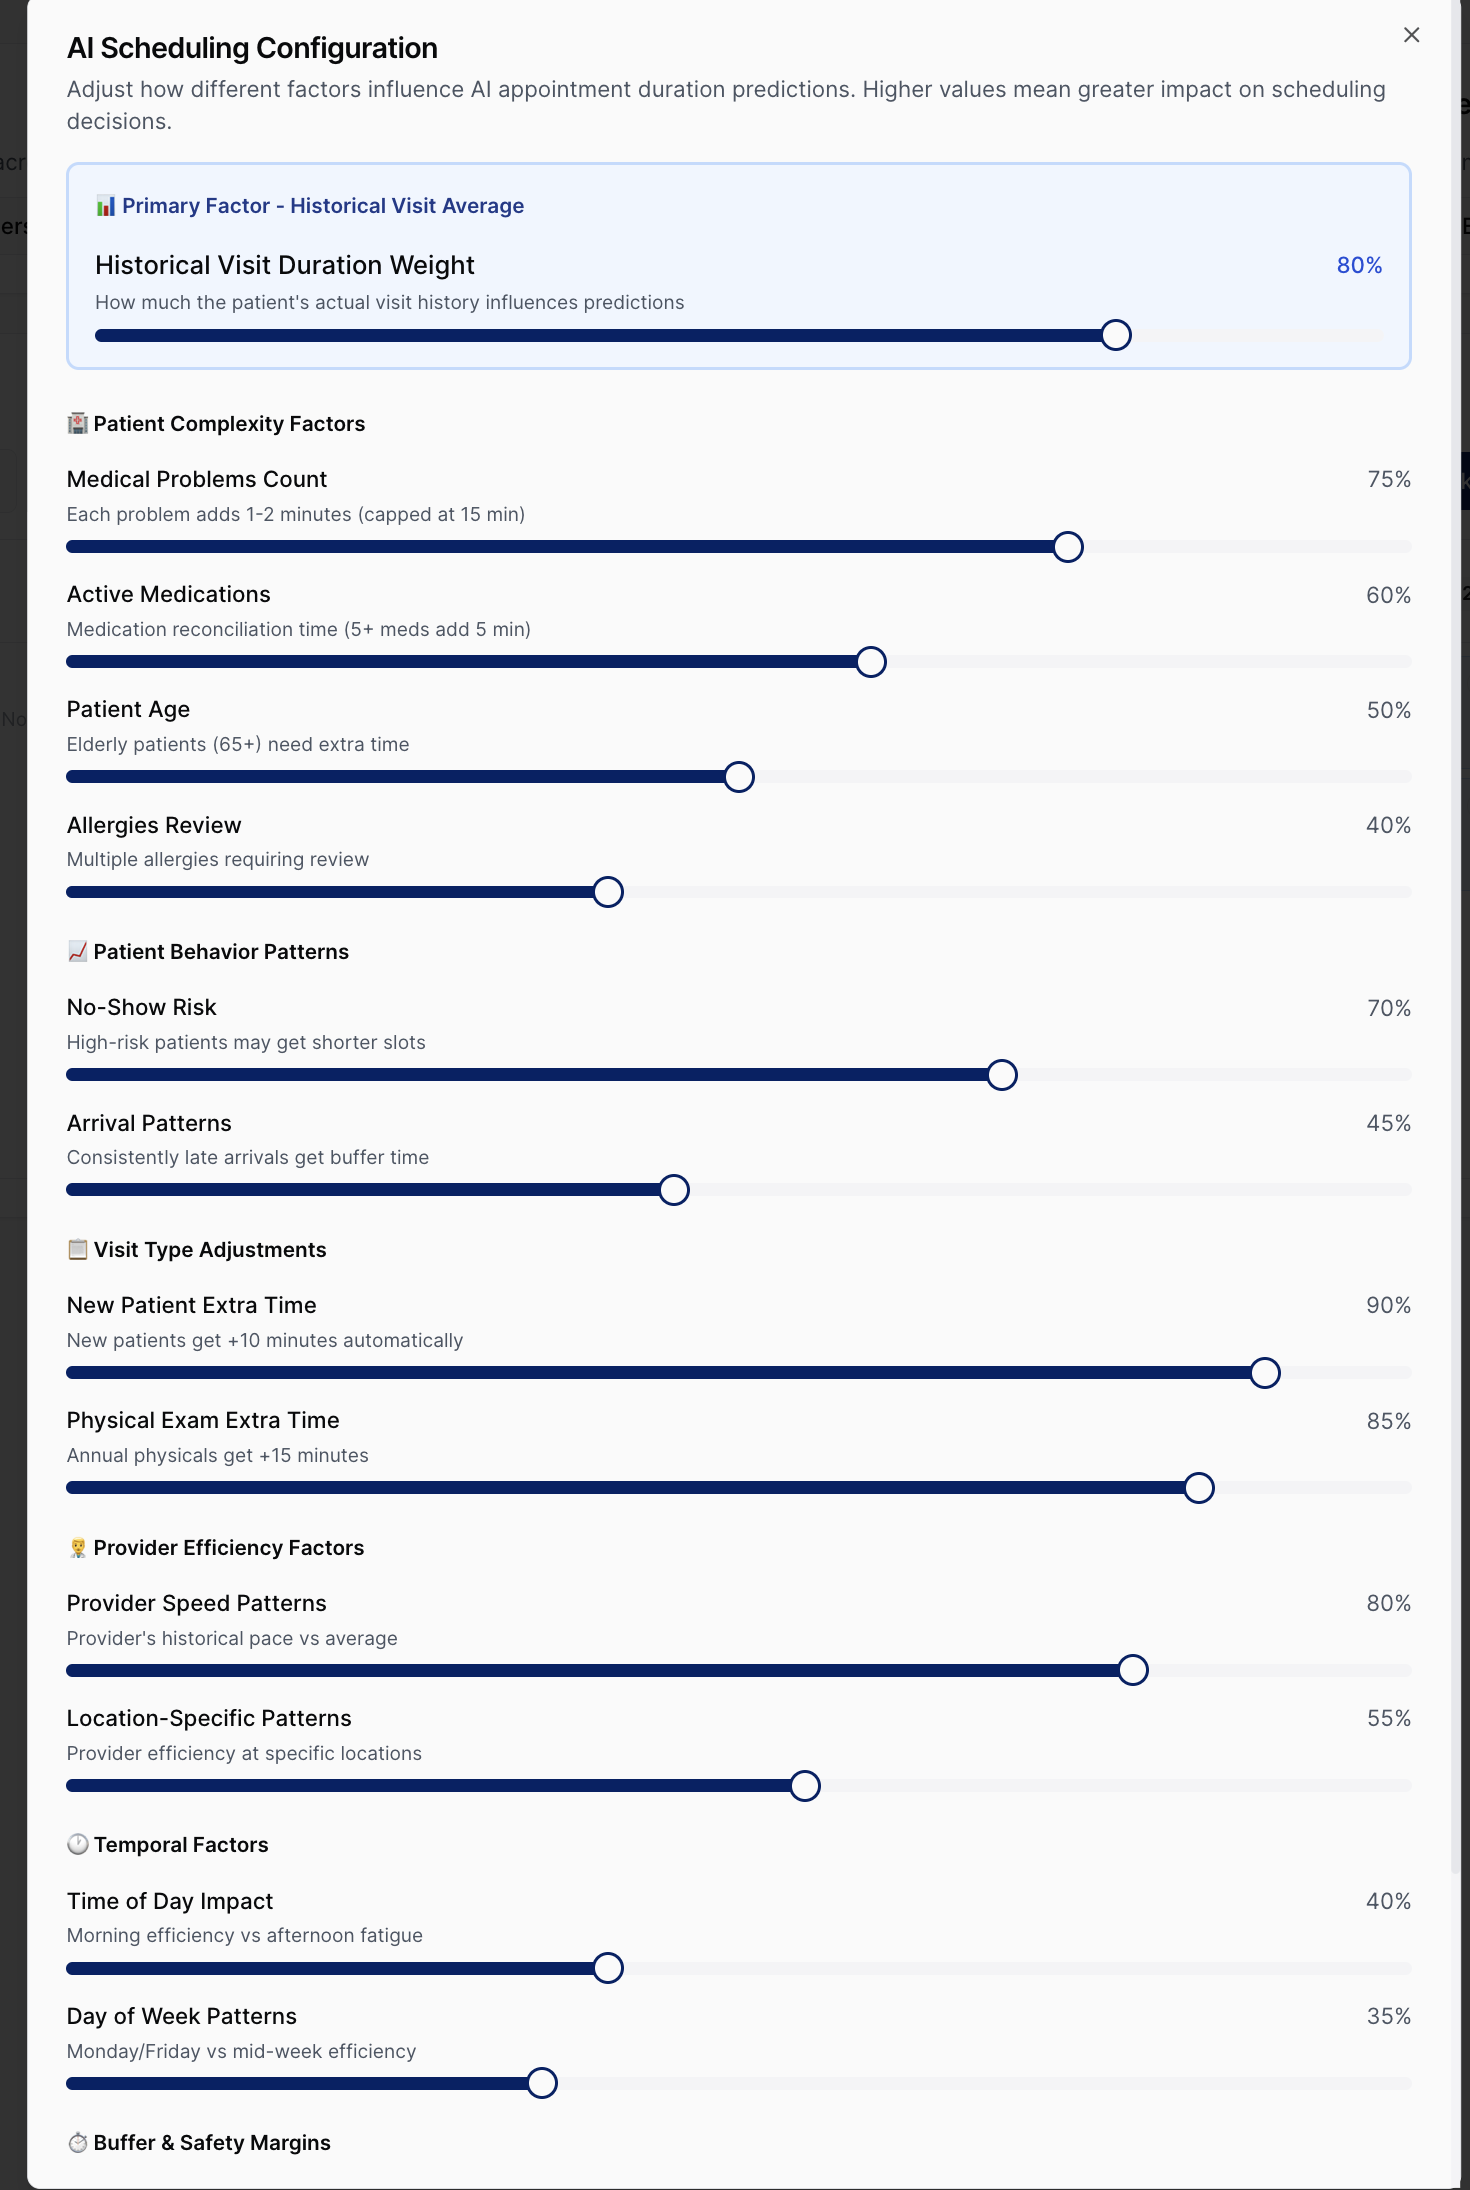 AI Scheduling Configuration
Adjust how different factors influence AI appointment duration predictions. Higher values mean greater impact on scheduling
decisions.
Primary Factor - Historical Visit Average
Historical Visit Duration Weight
80%
How much the patient's actual visit history influences predictions
Patient Complexity Factors
Medical Problems Count
75%
Each problem adds 1-2 minutes (capped at 15 min)
Active Medications
60%
Medication reconciliation time (5+ meds add 5 min)
Patient Age
50%
Elderly patients (65+) need extra time
Allergies Review
40%
Multiple allergies requiring review
Patient Behavior Patterns
No-Show Risk
70%
High-risk patients may get shorter slots
Arrival Patterns
45%
Consistently late arrivals get buffer time
Visit Type Adjustments
New Patient Extra Time
90%
New patients get +10 minutes automatically
Physical Exam Extra Time
85%
Annual physicals get +15 minutes
Provider Efficiency Factors
Provider Speed Patterns
80%
Provider's historical pace vs average
Location-Specific Patterns
55%
Provider efficiency at specific locations
Temporal Factors
Time of Day Impact
40%
Morning efficiency vs afternoon fatigue
Day of Week Patterns
35%
Monday/Friday vs mid-week efficiency
Buffer & Safety Margins